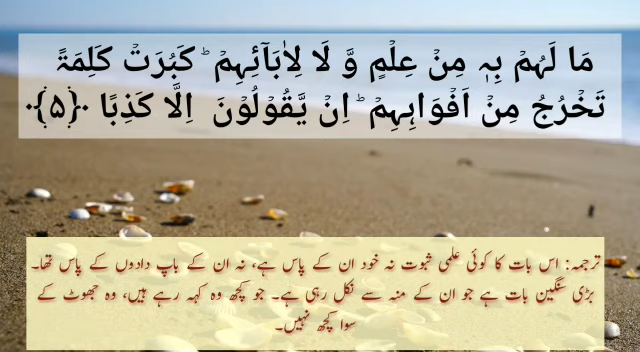 مَا لَہُمۡ بِہٖ مِنۡ عِلۡمٍ وَّ لَا لِاٰبَآئِہِمۡ ؕ کَبُرَتۡ کَلِمَۃً
تَخۡرُجُ مِنۡ اَفۡوَاہِہِمۡ ؕ اِنۡ یَّقُوۡلُوۡنَ اِلَّا کَذِبًا ﴿۵﴾
ترجمہ: اس بات کا کوئی علمی ثبوت نہ خود ان کے پاس ہے، نہ ان کے باپ دادوں کے پاس تھا۔
بڑی سنگین بات ہے جو ان کے منہ سے نکل رہی ہے۔ جو کچھ وہ کہہ رہے ہیں، وہ جھوٹ کے
سوا کچھ نہیں۔